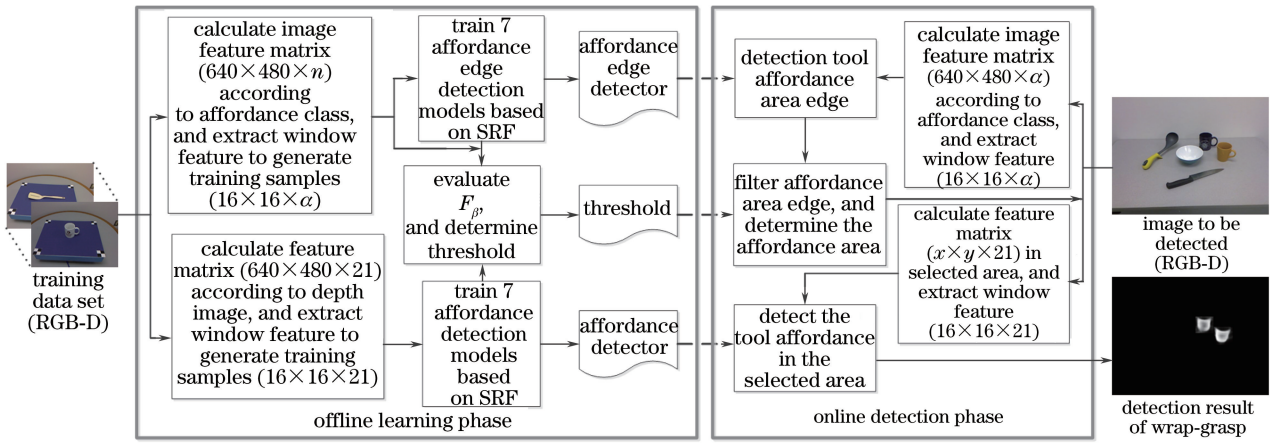 training
data set
(RGB-D)
calculate image
feature matrix
(640×480×n)
according
to affordance class,
and extract window
feature to generate
training samples
(16×16×α)
calculate feature
matrix (640×480×21)
according to depth
image, and extract
window feature to
generate training
samples (16×16×21)
train 7
affordance
edge
detection
models based
on SRF
evaluate
Fβ,
and determine
threshold
train 7
affordance
detection
models
based
on SRF
affordance
edge
detector
threshold
affordance
detector
offline learning phase
detection tool
affordance
area edge
filter affordance
area edge, and
determine the
affordance area
detect the
tool affordance
in the
selected area
calculate image
feature matrix
(640×480×α)
according to
affordance class,
and extract
window feature
(16×16×α)
calculate feature
matrix
(x×y×21) in
selected area, and
extract window
feature
(16×16×21)
online detection phase
image to be
detected
(RGB-D)
detection result
of wrap-grasp